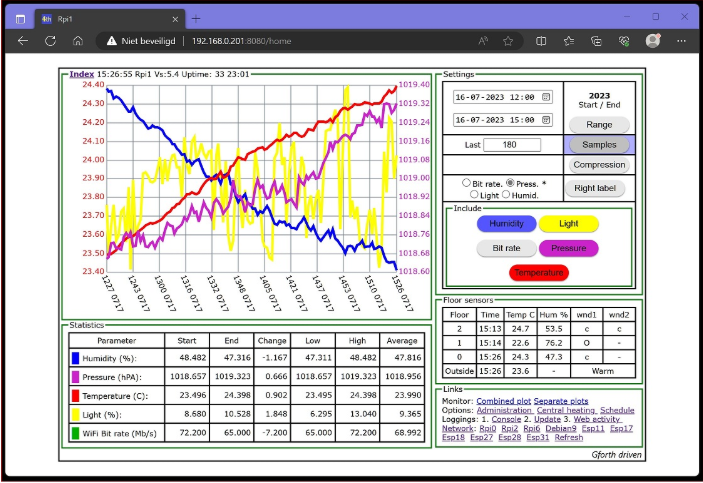 4th Rpi1
Niet beveiligd 192.168.0.201:8080/home
Index 15:26:55 Rpi1 Vs:5.4 Uptime: 33 23:01
24.40 1019.40
24.30 1019.32
24.20 1019.24
24.10 1019.16
24.00 1019.08
23.90 1019.00
23.80 1018.92
23.70 1018.84
23.60 1018.76
23.50 1018.68
23.40 1018.60
1227 0717 1243 0717 1300 0717 1316 0717 1332 0717 1348 0717 1405 0717 1421 0717 1437 0717 1453 0717 1510 0717 1526 0717
Statistics
Parameter Start End Change Low High Average
Humidity (%): 48.482 47.316 -1.167 47.311 48.482 47.816
Pressure (hPA): 1018.657 1019.323 0.666 1018.657 1019.323 1018.956
Temperature (C): 23.496 24.398 0.902 23.495 24.398 23.990
Light (%): 8.680 10.528 1.848 6.295 13.040 9.365
WiFi Bit rate (Mb/s) 72.200 65.000 -7.200 65.000 72.200 68.992
Settings
16-07-2023 12:00
16-07-2023 15:00
2023
Start / End
Range
Last 180
Samples
Compression
Bit rate. Press. *
Light Humid.
Right label
Include
Humidity Light
Bit rate Pressure
Temperature
Floor sensors
Floor Time Temp C Hum % wnd1 wnd2
2 15:13 24.7 53.5 c c
1 15:14 22.6 76.2 O -
0 15:26 24.3 47.3 c -
Outside 15:26 23.6 - Warm
Links
Monitor: Combined plot Separate plots
Options: Administration Central heating Schedule
Loggings: 1. Console 2. Update 3. Web activity
Network: Rpi0 Rpi2 Rpi6 Debian9 Esp11 Esp17
Esp18 Esp27 Esp28 Esp31 Refresh
Gforth driven